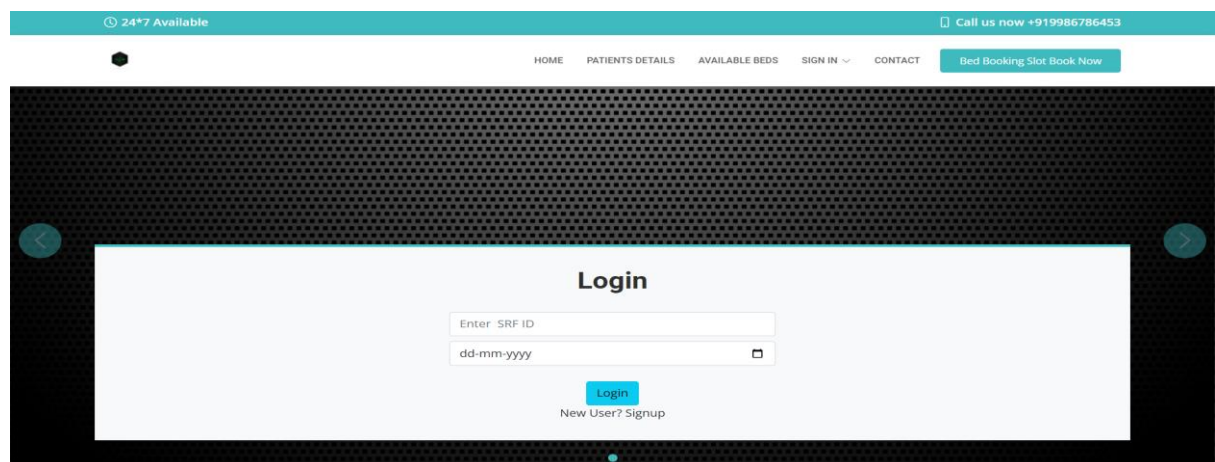 24*7 Available
Call us now +919986786453
HOME PATIENTS DETAILS AVAILABLE BEDS SIGN IN CONTACT Bed Booking Slot Book Now
Login
Enter SRF ID
dd-mm-yyyy
Login
New User? Signup